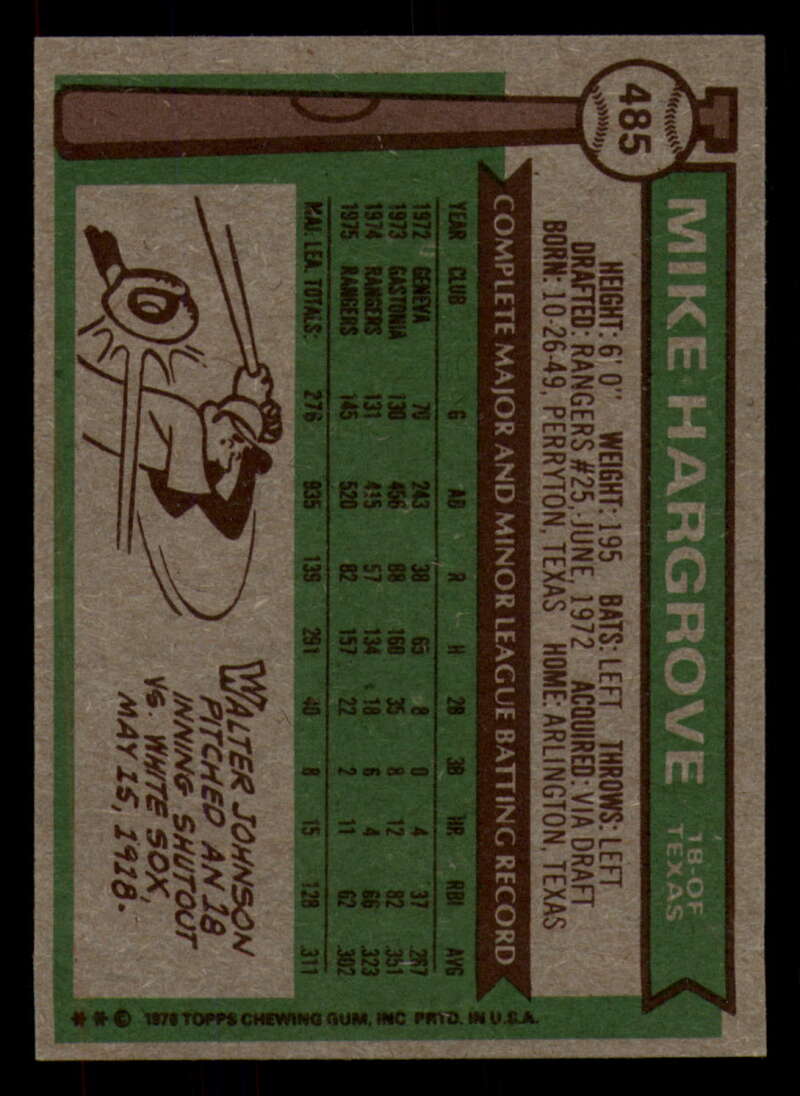 485
MIKE HARGROVE
1B-OF
TEXAS
HEIGHT: 6'0" WEIGHT: 195 BATS: LEFT THROWS: LEFT
DRAFTED: RANGERS #25, JUNE, 1972 ACQUIRED: VIA DRAFT
BORN: 10-26-49, PERRYTON, TEXAS HOME: ARLINGTON, TEXAS
COMPLETE MAJOR AND MINOR LEAGUE BATTING RECORD
YEAR CLUB G AB R H 2B 3B HR RBI AVG
1972 GENEVA 70 243 38 65 8 0 4 37 .267
1973 GASTONIA 130 456 88 160 35 8 12 82 .351
1974 RANGERS 131 415 57 134 18 6 4 66 .323
1975 RANGERS 145 520 82 157 22 2 11 62 .302
MAJ. LEA. TOTALS: 276 935 139 291 40 8 15 128 .311
WALTER JOHNSON
PITCHED AN 18
INNING SHUTOUT
VS. WHITE SOX,
MAY 15, 1918.
** © 1976 TOPPS CHEWING GUM, INC PRTD. IN U.S.A.